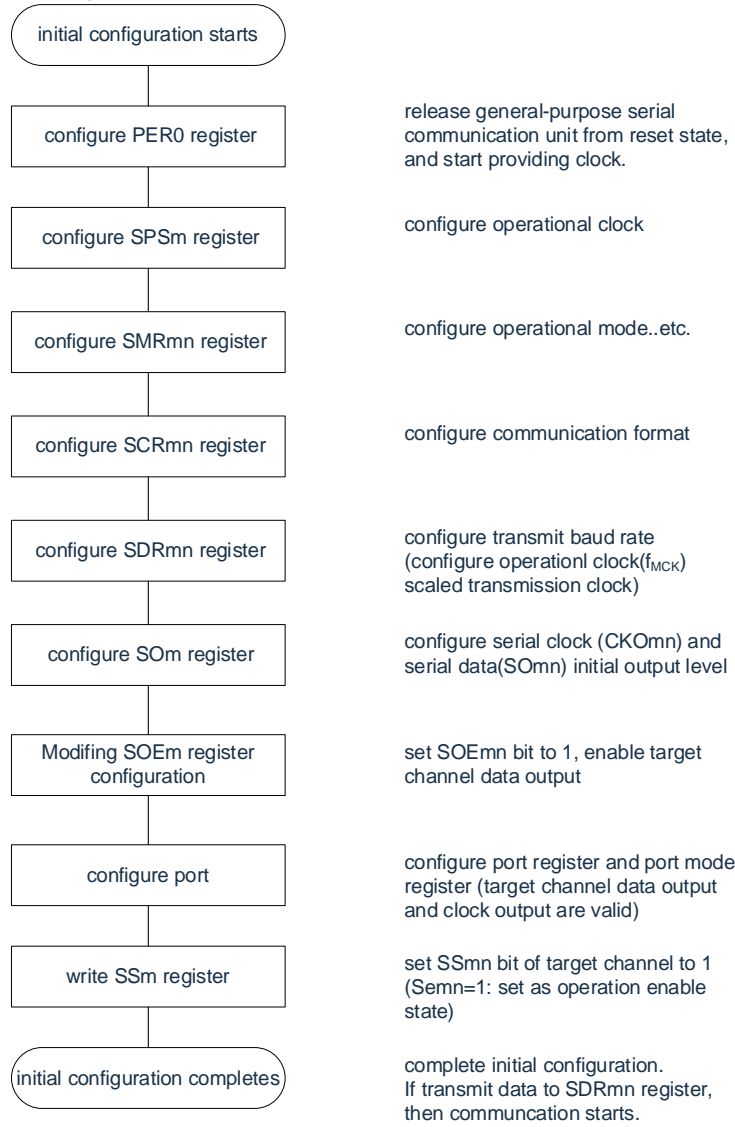 initial configuration starts
configure PER0 register
release general-purpose serial
communication unit from reset state,
and start providing clock.
configure SPSm register
configure operational clock
configure SMRmn register
configure operational mode..etc.
configure SCRmn register
configure communication format
configure SDRmn register
configure transmit baud rate
(configure operationl clock(fMCK)
scaled transmission clock)
configure SOm register
configure serial clock (CKOmn) and
serial data(SOmn) initial output level
Modifing SOEm register
configuration
set SOEmn bit to 1, enable target
channel data output
configure port
configure port register and port mode
register (target channel data output
and clock output are valid)
write SSm register
set SSmn bit of target channel to 1
(Semn=1: set as operation enable
state)
initial configuration completes
complete initial configuration.
If transmit data to SDRmn register,
then communcation starts.